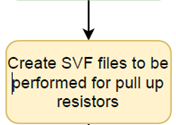 Create SVF files to be
performed for pull up
resistors